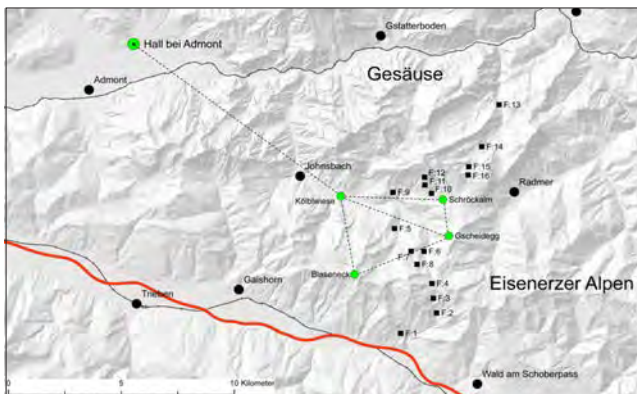 Gstatterboden
Hall bei Admont
Gesäuse
Admont
F:13
F:14
Johnsbach
F:12
F:15
F:11
F:16
F:9
F:10
Radmer
Kölblwiese
Schröckalm
F:5
Gscheidegg
F:7
F:6
F:8
Blaseneck
Eisenerzer Alpen
Gaishorn
F:4
Trieben
F:3
F:2
F:1
0
5
10 Kilometer
Wald am Schoberpass